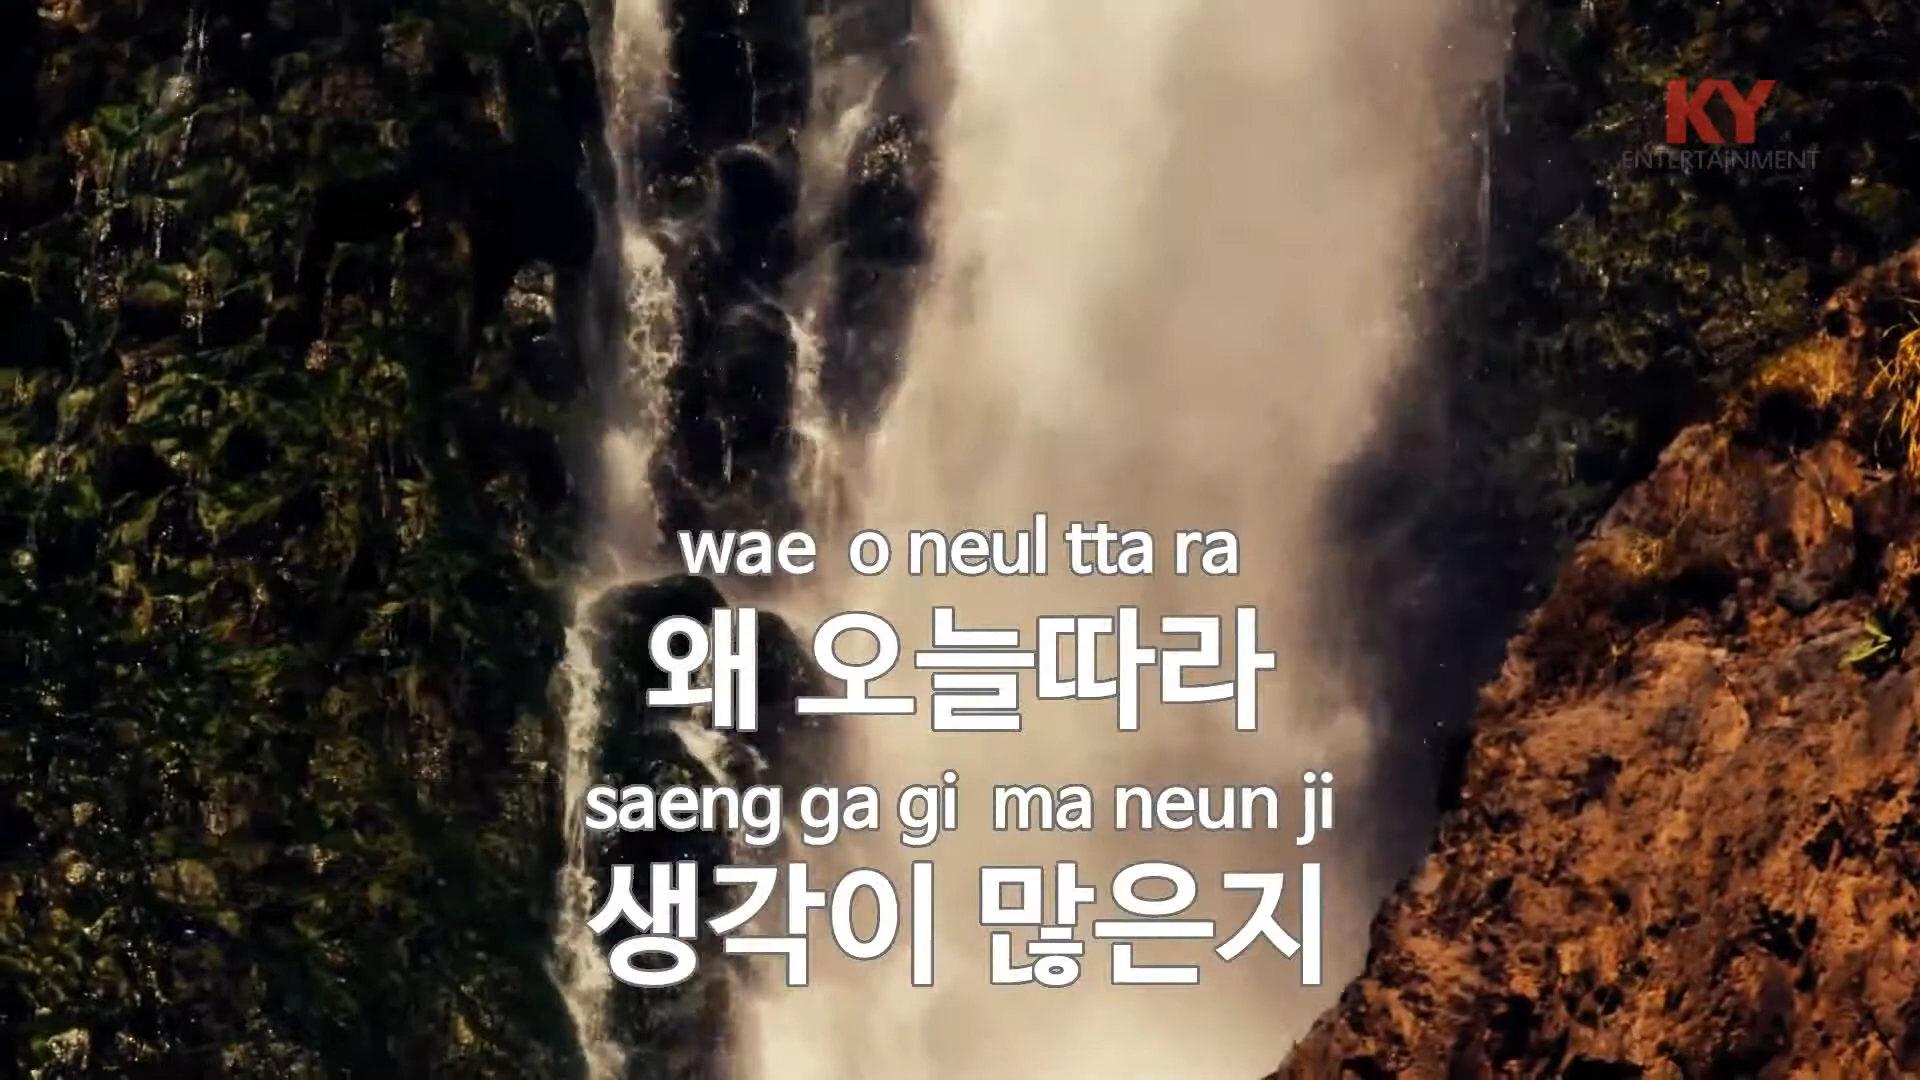 KY
ENTERTAINMENT
wae o neul tta ra
왜 오늘따라
saeng ga gi ma neun ji
생각이 많은지